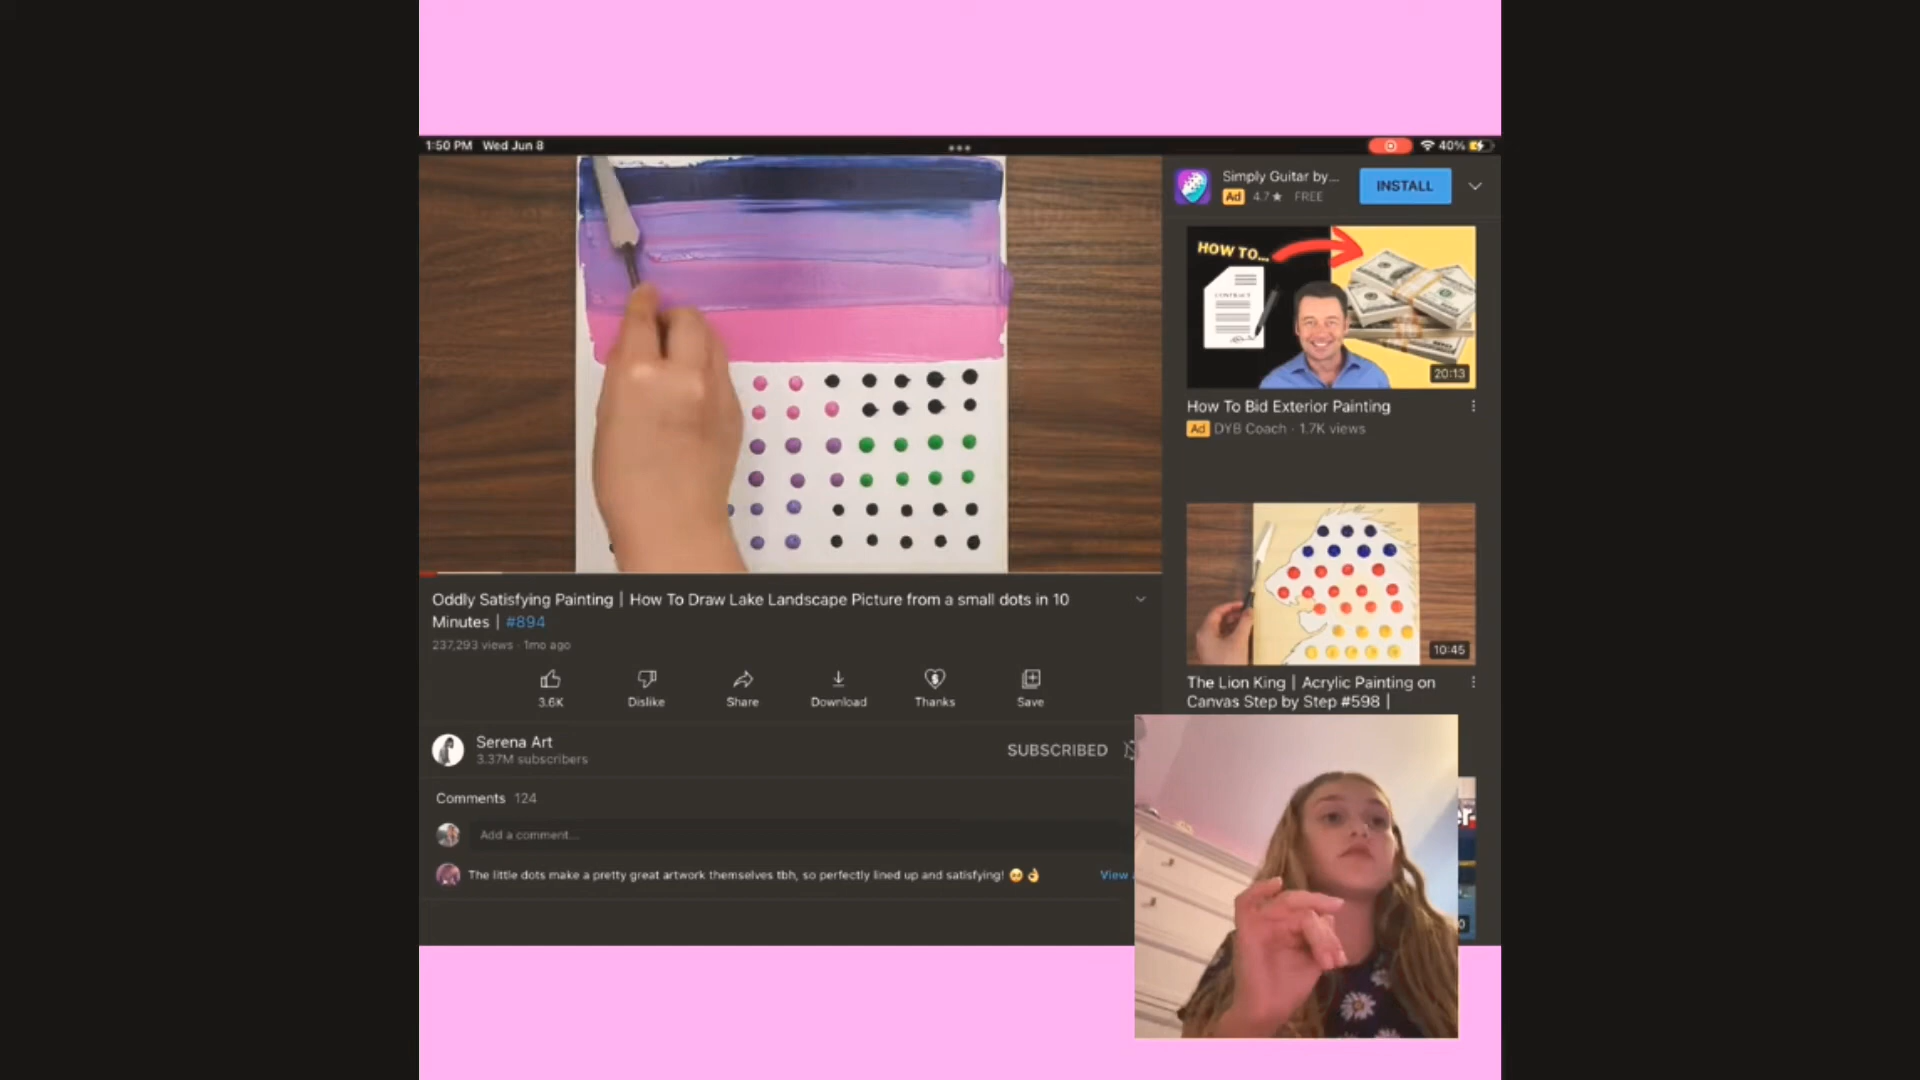 1:50 PM Wed Jun 8
40%
Simply Guitar by...
Ad 4.7★ FREE
INSTALL
HOW TO...
CONTRACT
20:13
How To Bid Exterior Painting
Ad DYB Coach · 1.7K views
10:45
The Lion King | Acrylic Painting on
Canvas Step by Step #598 |
Oddly Satisfying Painting | How To Draw Lake Landscape Picture from a small dots in 10
Minutes | #894
237,293 views · 1mo ago
3.6K
Dislike
Share
Download
Thanks
Save
Serena Art
3.37M subscribers
SUBSCRIBED
Comments 124
Add a comment...
The little dots make a pretty great artwork themselves tbh, so perfectly lined up and satisfying! 🥺👌
View